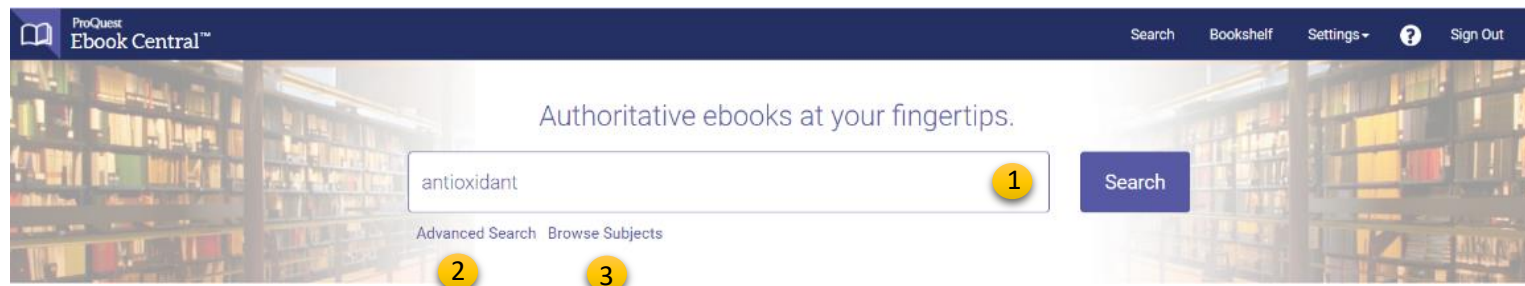 ProQuest
Ebook Central™
Search Bookshelf Settings ? Sign Out
Authoritative ebooks at your fingertips.
antioxidant 1 Search
Advanced Search Browse Subjects
2 3